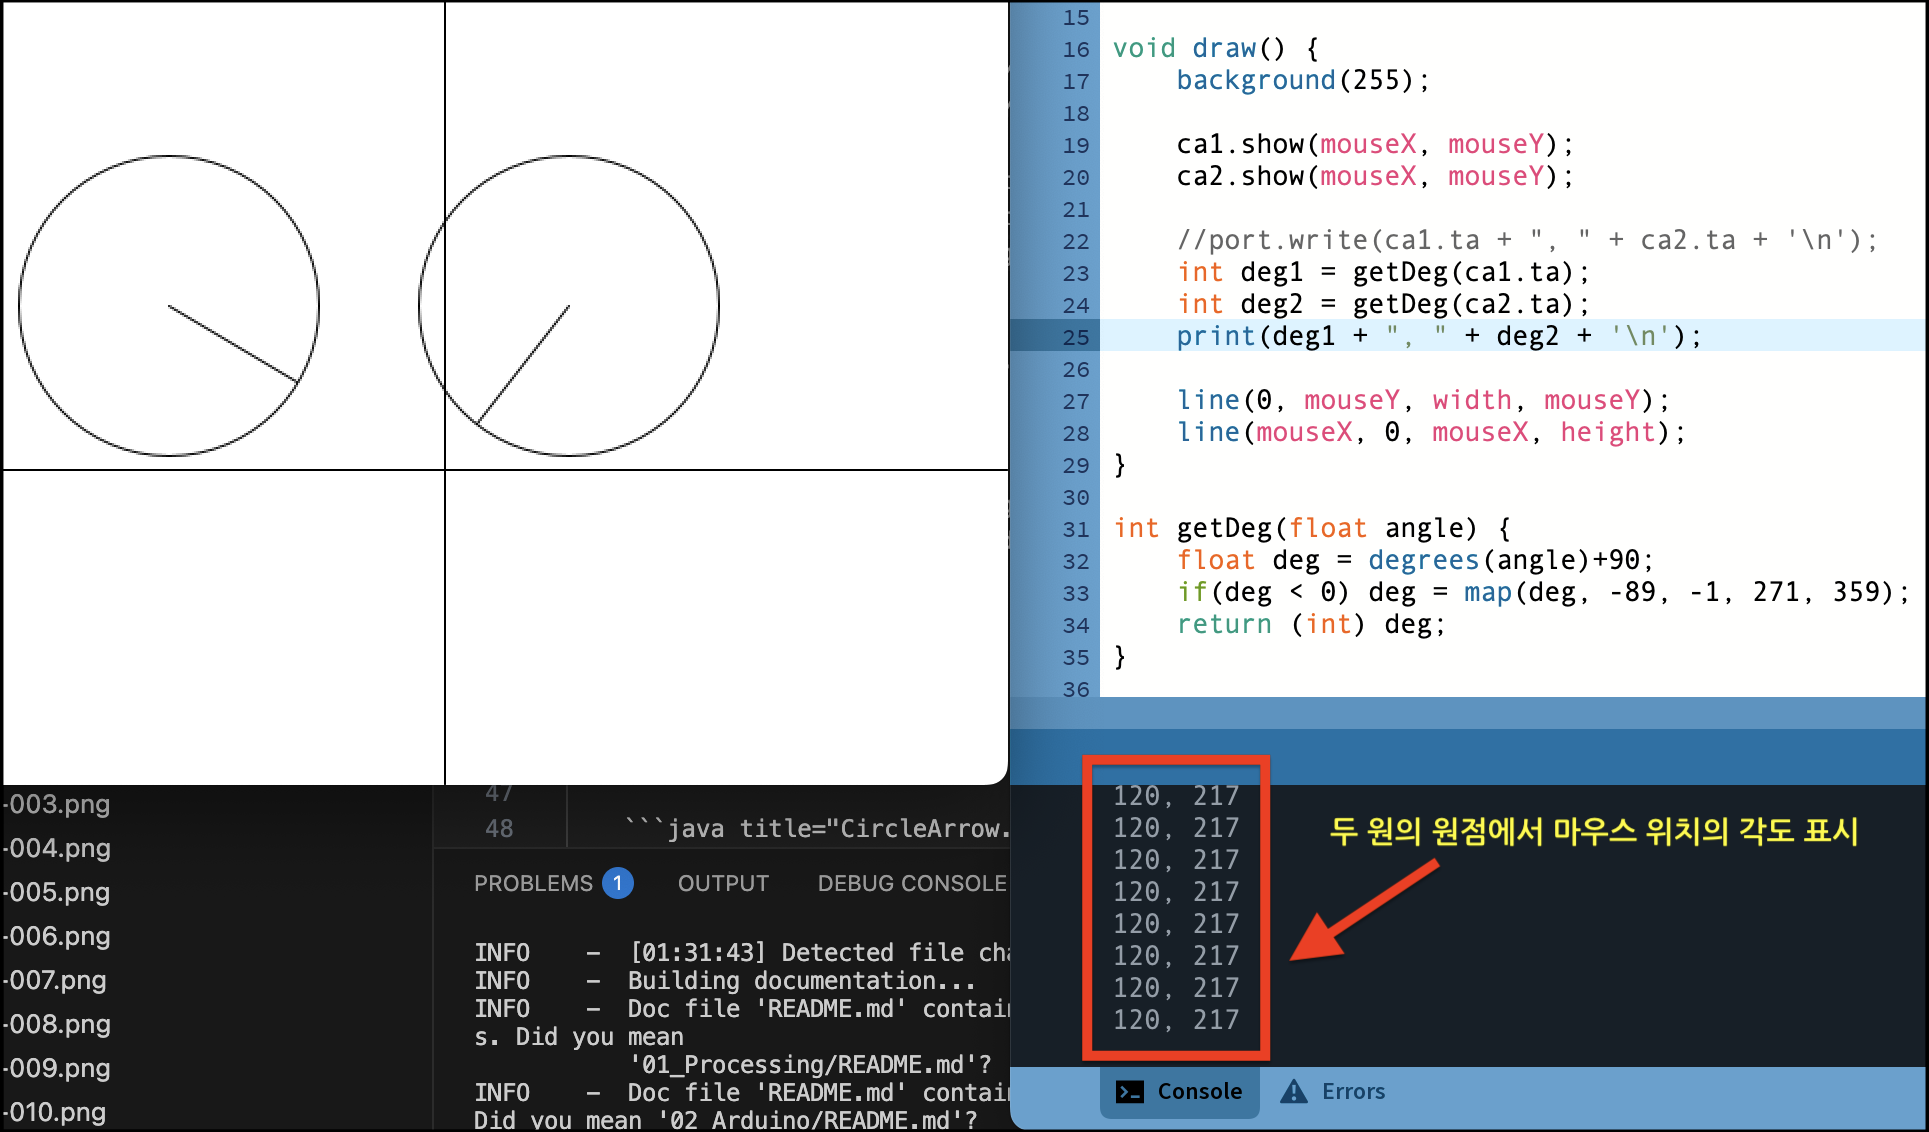 15
16 void draw() {
17 background(255);
18
19 ca1.show(mouseX, mouseY);
20 ca2.show(mouseX, mouseY);
21
22 //port.write(ca1.ta + ", " + ca2.ta + '\n');
23 int deg1 = getDeg(ca1.ta);
24 int deg2 = getDeg(ca2.ta);
25 print(deg1 + ", " + deg2 + '\n');
26
27 line(0, mouseY, width, mouseY);
28 line(mouseX, 0, mouseX, height);
29 }
30
31 int getDeg(float angle) {
32 float deg = degrees(angle)+90;
33 if(deg < 0) deg = map(deg, -89, -1, 271, 359);
34 return (int) deg;
35 }
36
120, 217
120, 217
120, 217
120, 217
120, 217
120, 217
120, 217
120, 217
두 원의 원점에서 마우스 위치의 각도 표시
Console
Errors
-003.png
-004.png
-005.png
-006.png
-007.png
-008.png
-009.png
-010.png
47
48 ```java title="CircleArrow.
PROBLEMS 1 OUTPUT DEBUG CONSOLE
INFO – [01:31:43] Detected file cha
INFO – Building documentation...
INFO – Doc file 'README.md' contain
s. Did you mean
'01_Processing/README.md'?
INFO – Doc file 'README.md' contain
Did you mean '02_Arduino/README.md'?